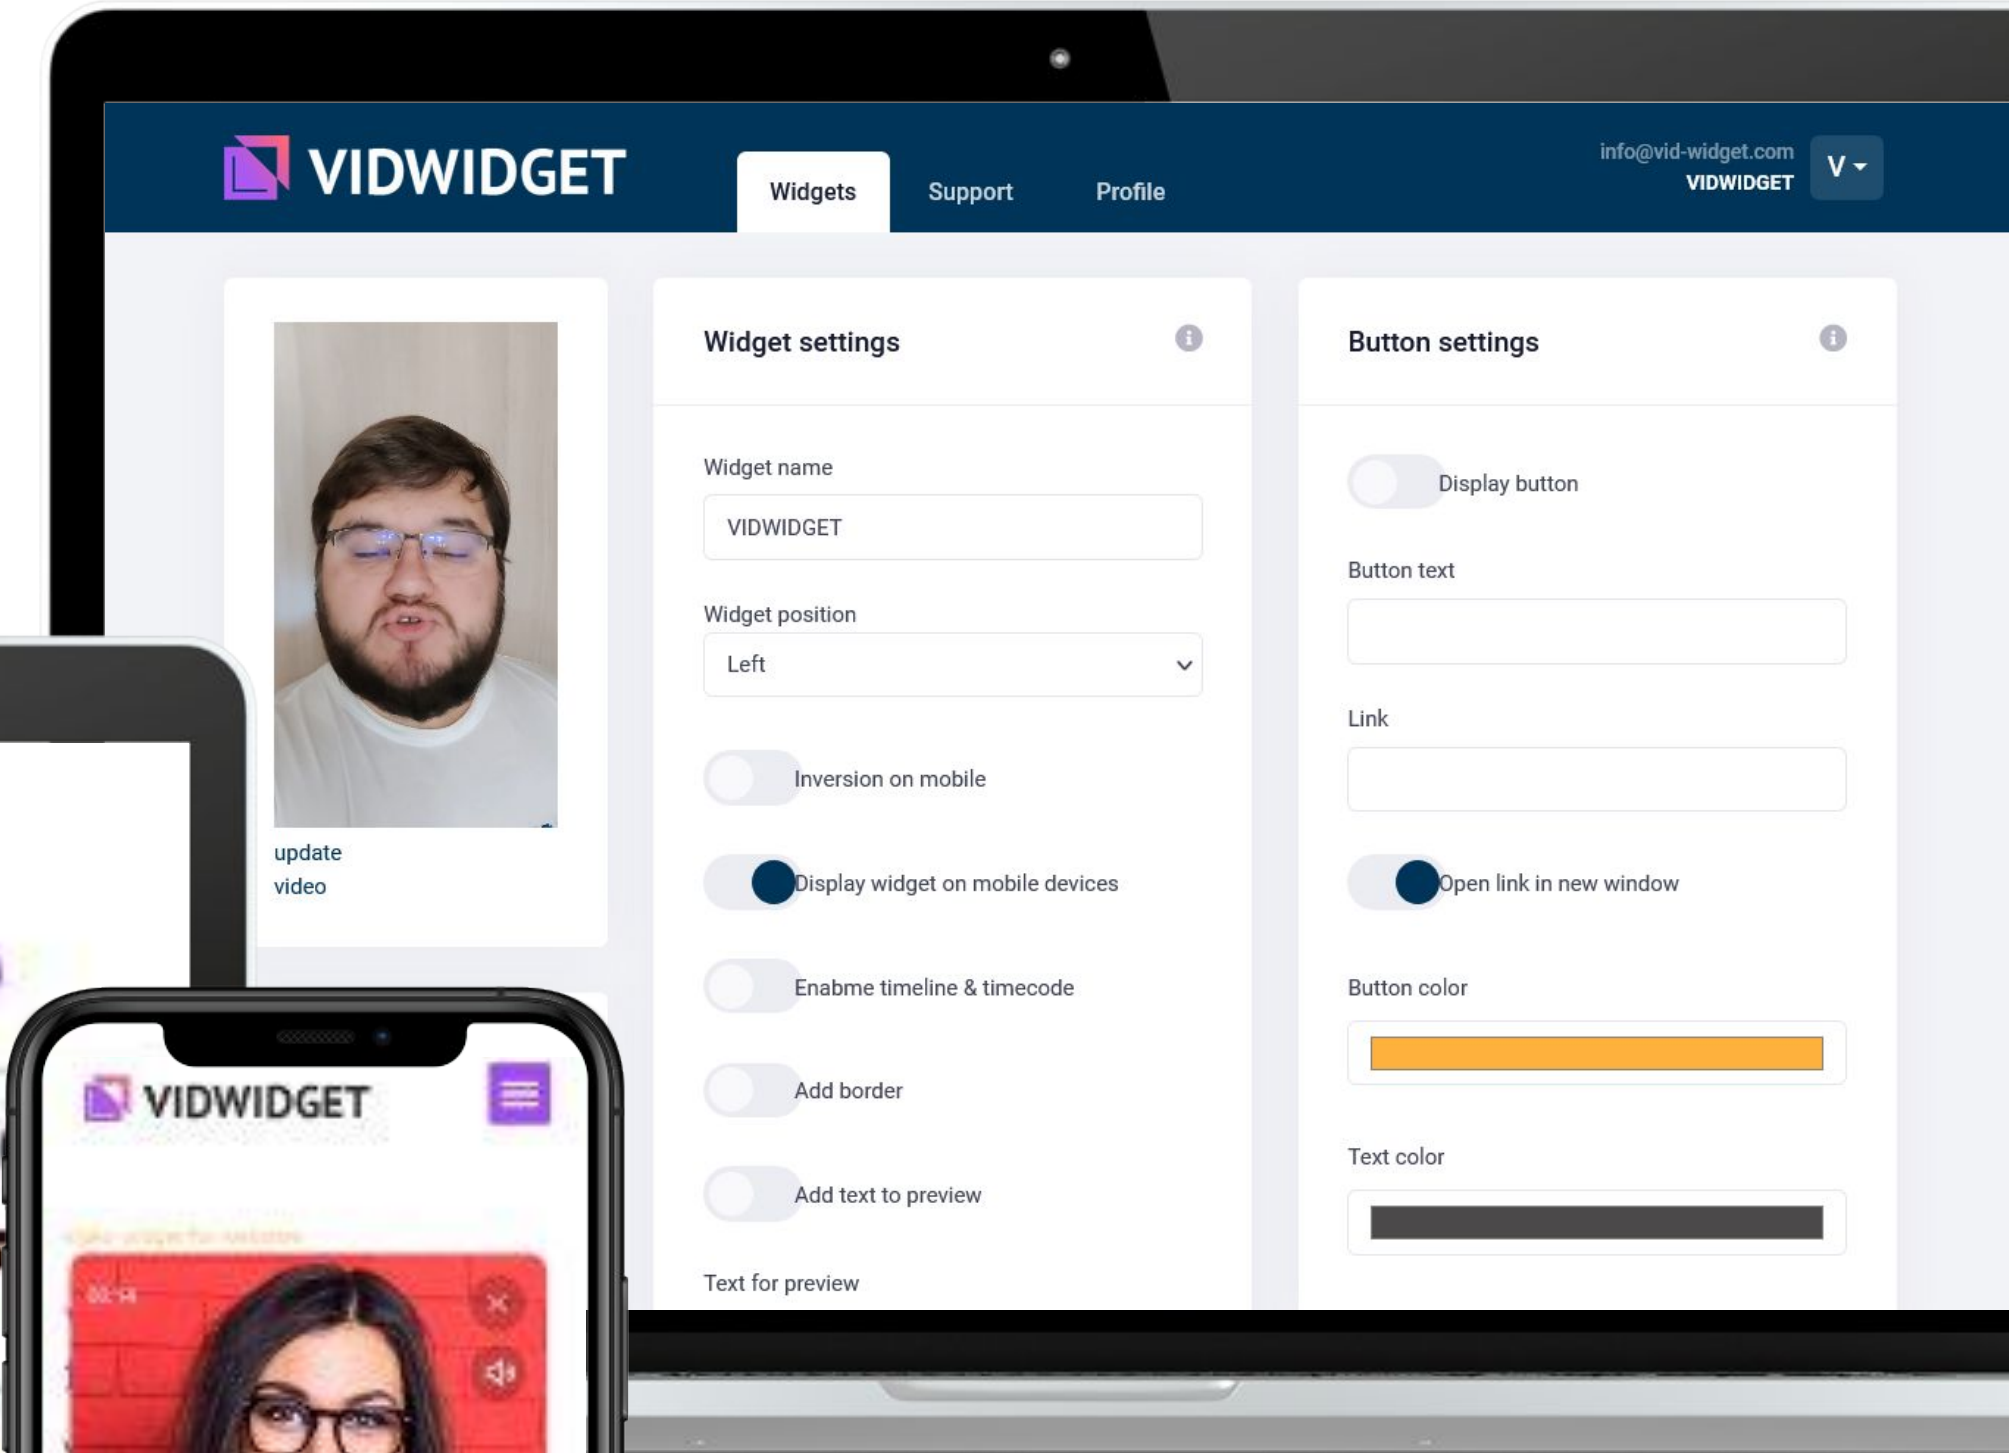 VIDWIDGET
Widgets
Support
Profile
info@vid-widget.com
VIDWIDGET
V
update
video
Widget settings
Widget name
VIDWIDGET
Widget position
Left
Inversion on mobile
Display widget on mobile devices
Enabme timeline & timecode
Add border
Add text to preview
Text for preview
Button settings
Display button
Button text
Link
Open link in new window
Button color
Text color
VIDWIDGET